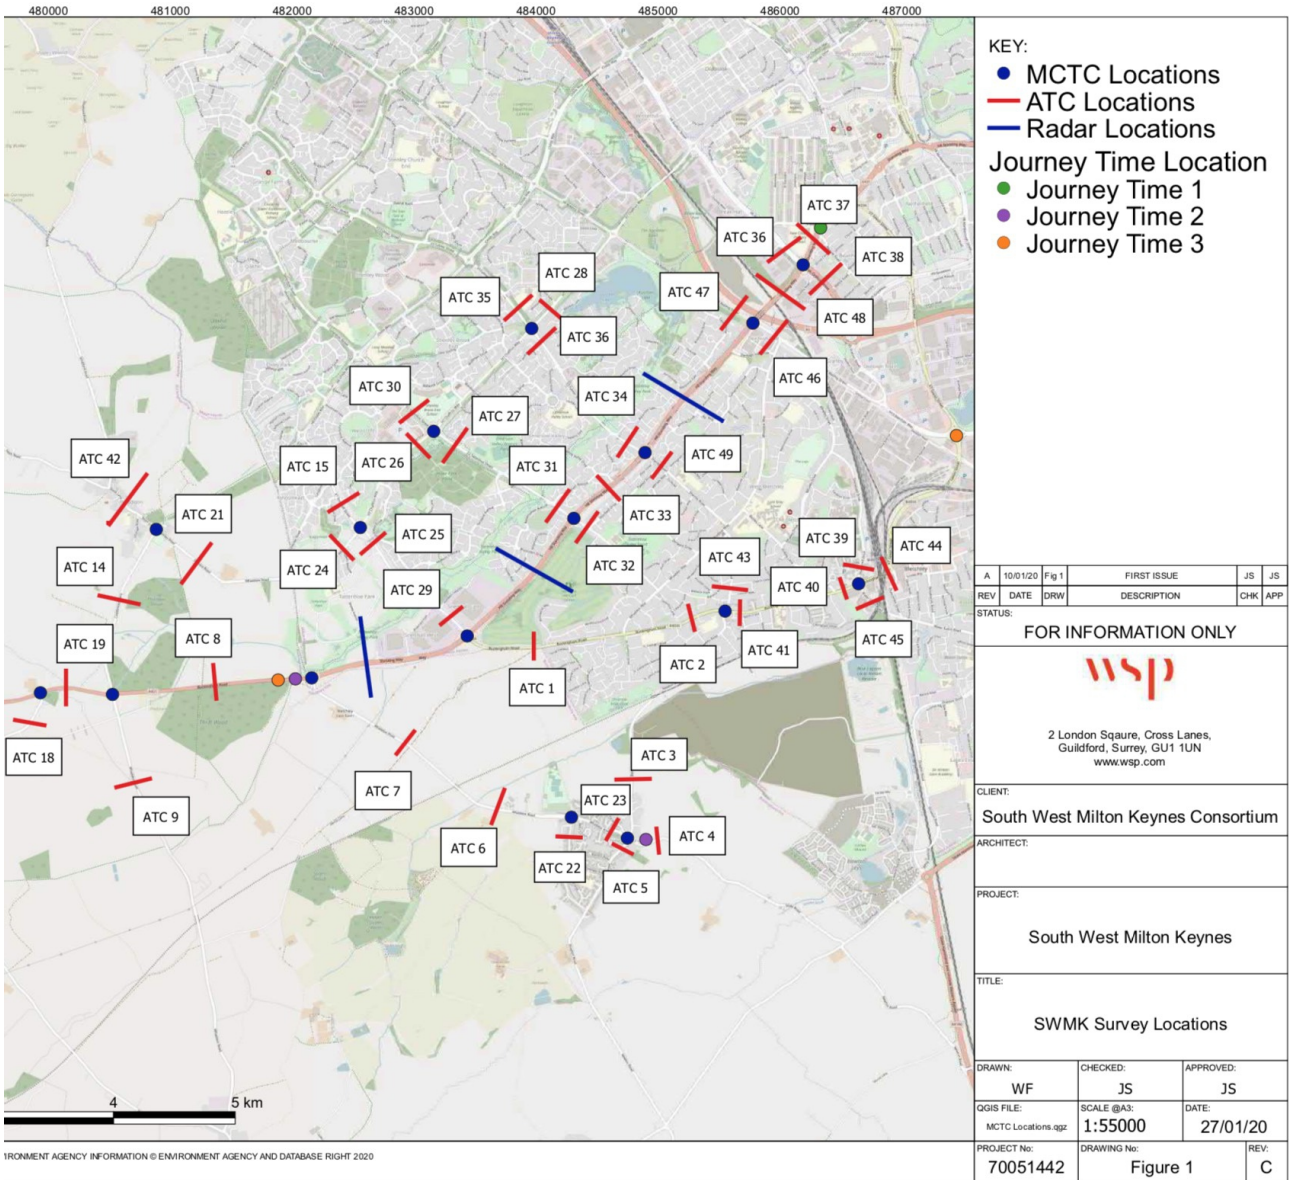 480000 481000 482000 483000 484000 485000 486000 487000
ATC 37
ATC 36
ATC 38
ATC 28
ATC 35
ATC 47
ATC 48
ATC 36
ATC 46
ATC 30
ATC 34
ATC 27
ATC 42
ATC 15
ATC 26
ATC 31
ATC 49
ATC 21
ATC 33
ATC 25
ATC 39
ATC 44
ATC 14
ATC 24
ATC 32
ATC 43
ATC 29
ATC 40
ATC 19
ATC 8
ATC 45
ATC 41
ATC 2
ATC 1
ATC 18
ATC 3
ATC 7
ATC 23
ATC 9
ATC 4
ATC 6
ATC 22
ATC 5
4 5 km
IRONMENT AGENCY INFORMATION © ENVIRONMENT AGENCY AND DATABASE RIGHT 2020
KEY:
MCTC Locations
ATC Locations
Radar Locations
Journey Time Location
Journey Time 1
Journey Time 2
Journey Time 3
A 10/01/20 Fig 1 FIRST ISSUE JS JS
REV DATE DRW DESCRIPTION CHK APP
STATUS:
FOR INFORMATION ONLY
wsp
2 London Sqaure, Cross Lanes,
Guildford, Surrey, GU1 1UN
www.wsp.com
CLIENT:
South West Milton Keynes Consortium
ARCHITECT:
PROJECT:
South West Milton Keynes
TITLE:
SWMK Survey Locations
DRAWN: CHECKED: APPROVED:
WF JS JS
QGIS FILE: SCALE @A3: DATE:
MCTC Locations.qgz 1:55000 27/01/20
PROJECT No: DRAWING No: REV:
70051442 Figure 1 C